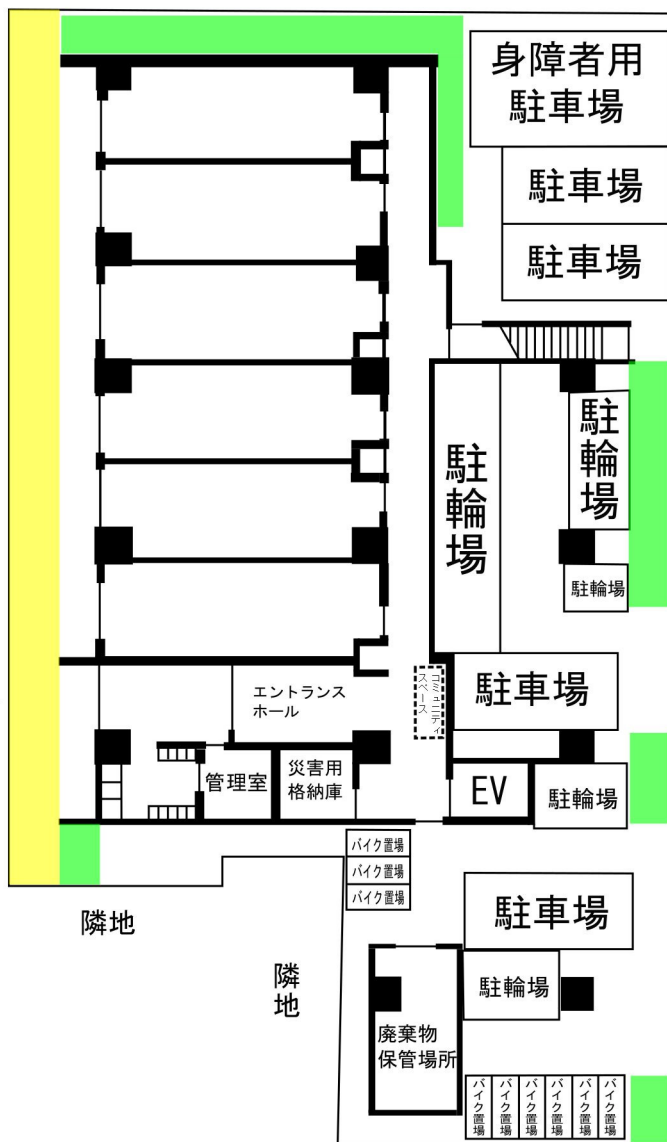 身障者用
駐車場
駐車場
駐車場
駐輪場
駐輪場
駐輪場
エントランス
ホール
コミュニティ
スペース
駐車場
管理室
災害用
格納庫
EV
駐輪場
バイク置場
バイク置場
バイク置場
駐車場
隣地
隣地
駐輪場
廃棄物
保管場所
バイク置場
バイク置場
バイク置場
バイク置場
バイク置場
バイク置場